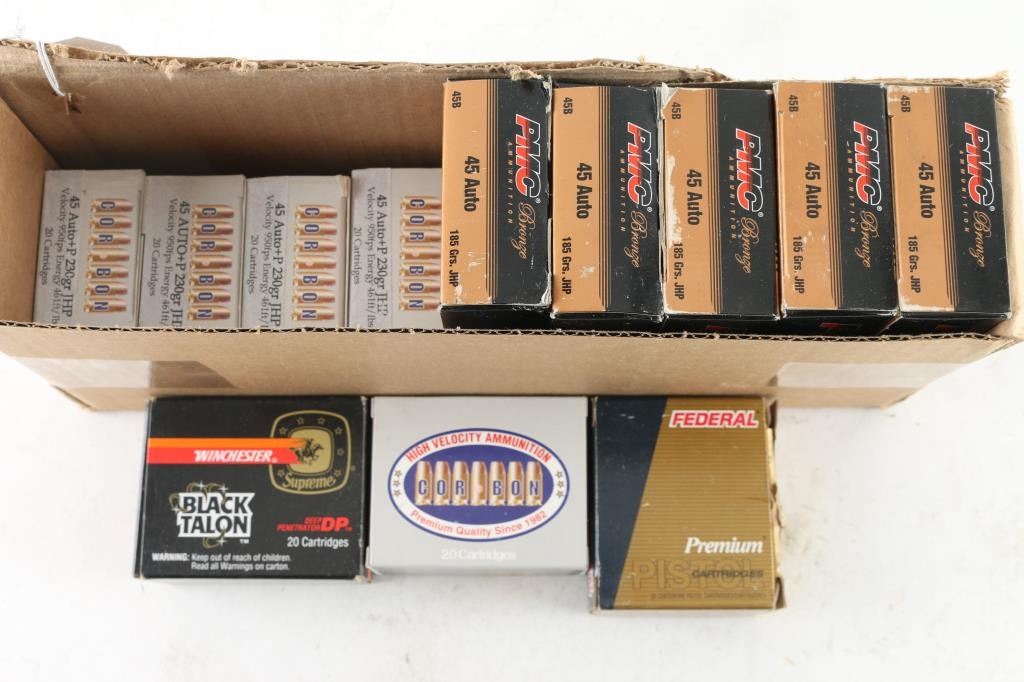 45 Auto+P 230gr JHP
Velocity 950fps Energy 461ft/lbs
20 Cartridges
COR BON
45 AUTO+P 230gr JHP
Velocity 950fps Energy 461ft
20 Cartridges
COR BON
45 Auto+P 230gr JHP
Velocity 950fps Energy 461ft/
20 Cartridges
COR BON
45 Auto+P 230gr JHP
Velocity 950fps Energy 461ft/lbs
20 Cartridges
COR BON
45B
45 Auto
185 Grs. JHP
PMC® Bronze
AMMUNITION
45B
45 Auto
185 Grs. JHP
PMC® Bronze
AMMUNITION
45B
45 Auto
185 Grs. JHP
PMC® Bronze
AMMUNITION
45B
45 Auto
185 Grs. JHP
PMC® Bronze
AMMUNITION
45B
45 Auto
185 Grs. JHP
PMC® Bronze
AMMUNITION
WINCHESTER®
Supreme®
BLACK
TALON™
DEEP
PENETRATOR DP™
20 Cartridges
WARNING: Keep out of reach of children.
Read all Warnings on carton.
HIGH VELOCITY AMMUNITION
COR BON
Premium Quality Since 1982
20 Cartridges
FEDERAL
Premium
PISTOL
CARTRIDGES